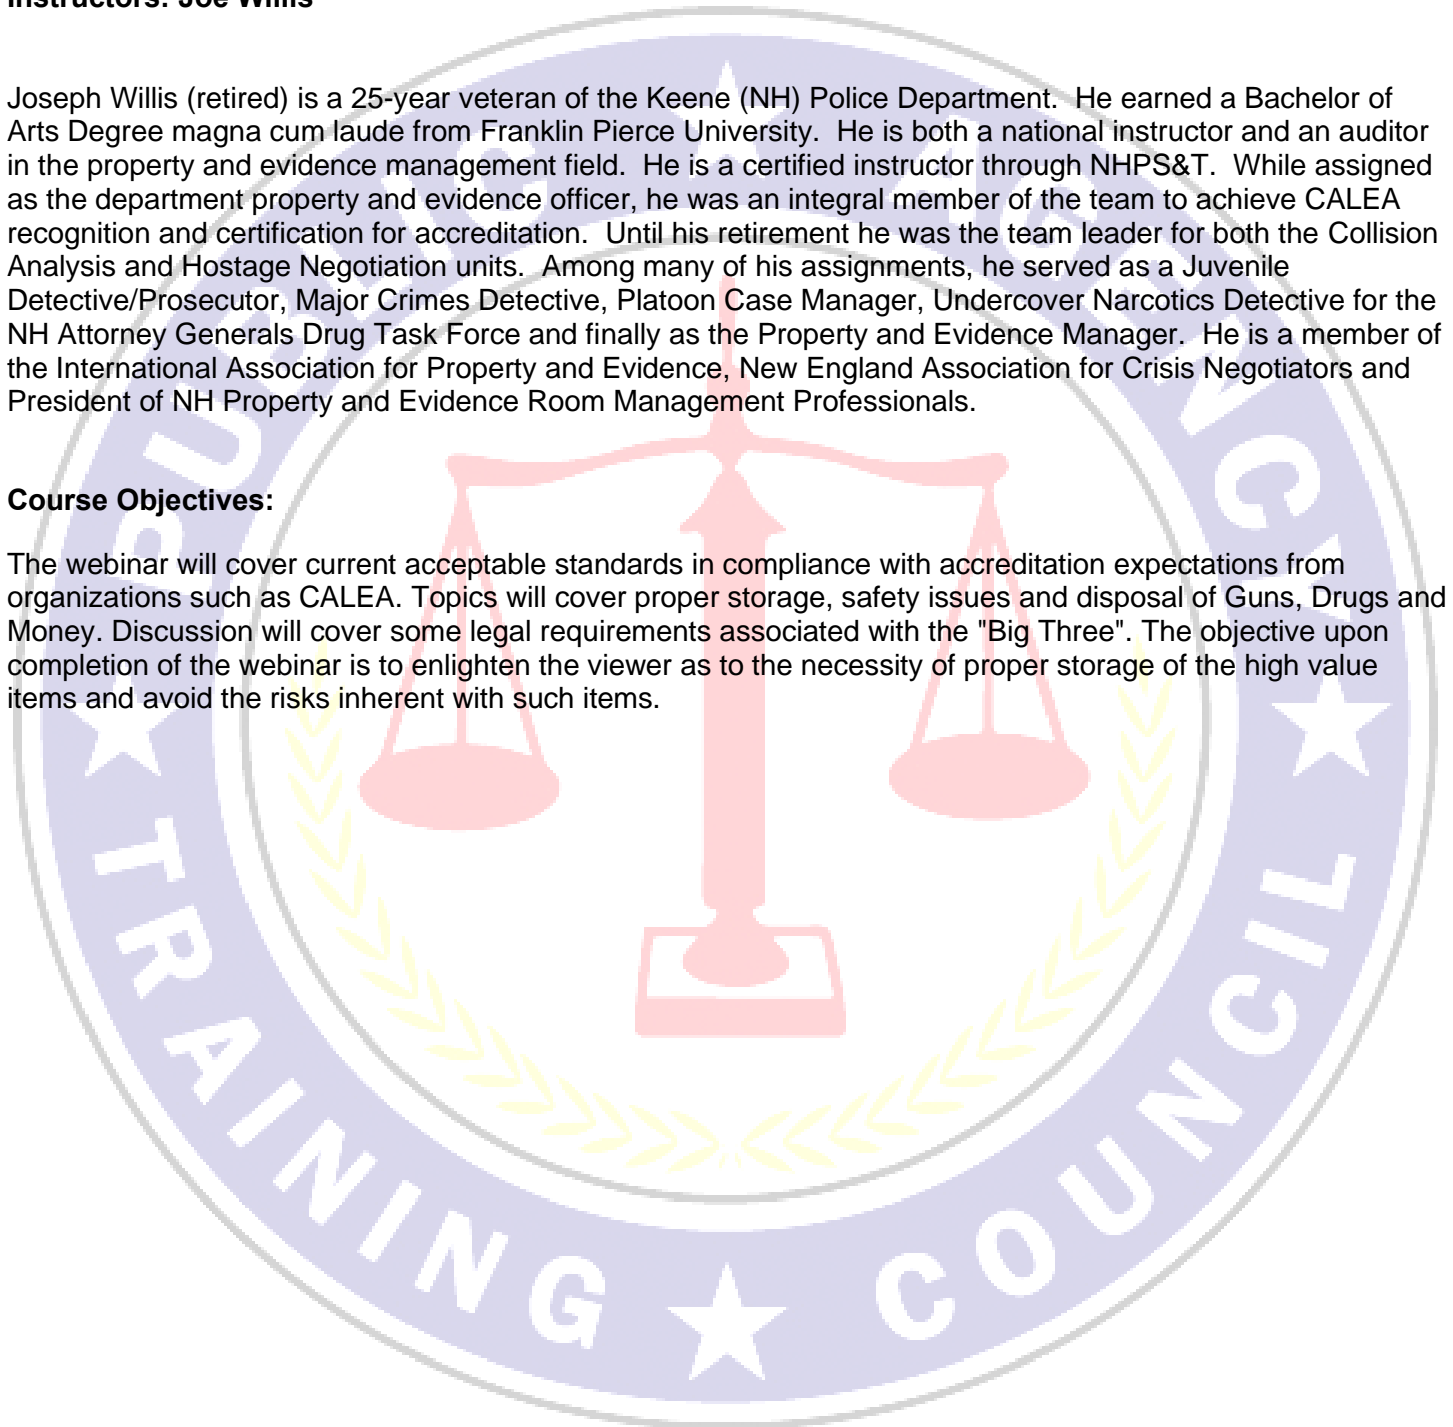 Instructors: Joe Willis
Joseph Willis (retired) is a 25-year veteran of the Keene (NH) Police Department. He earned a Bachelor of
Arts Degree magna cum laude from Franklin Pierce University. He is both a national instructor and an auditor
in the property and evidence management field. He is a certified instructor through NHPS&T. While assigned
as the department property and evidence officer, he was an integral member of the team to achieve CALEA
recognition and certification for accreditation. Until his retirement he was the team leader for both the Collision
Analysis and Hostage Negotiation units. Among many of his assignments, he served as a Juvenile
Detective/Prosecutor, Major Crimes Detective, Platoon Case Manager, Undercover Narcotics Detective for the
NH Attorney Generals Drug Task Force and finally as the Property and Evidence Manager. He is a member of
the International Association for Property and Evidence, New England Association for Crisis Negotiators and
President of NH Property and Evidence Room Management Professionals.
Course Objectives:
The webinar will cover current acceptable standards in compliance with accreditation expectations from
organizations such as CALEA. Topics will cover proper storage, safety issues and disposal of Guns, Drugs and
Money. Discussion will cover some legal requirements associated with the "Big Three". The objective upon
completion of the webinar is to enlighten the viewer as to the necessity of proper storage of the high value
items and avoid the risks inherent with such items.
PUBLIC AGENCY
TRAINING COUNCIL